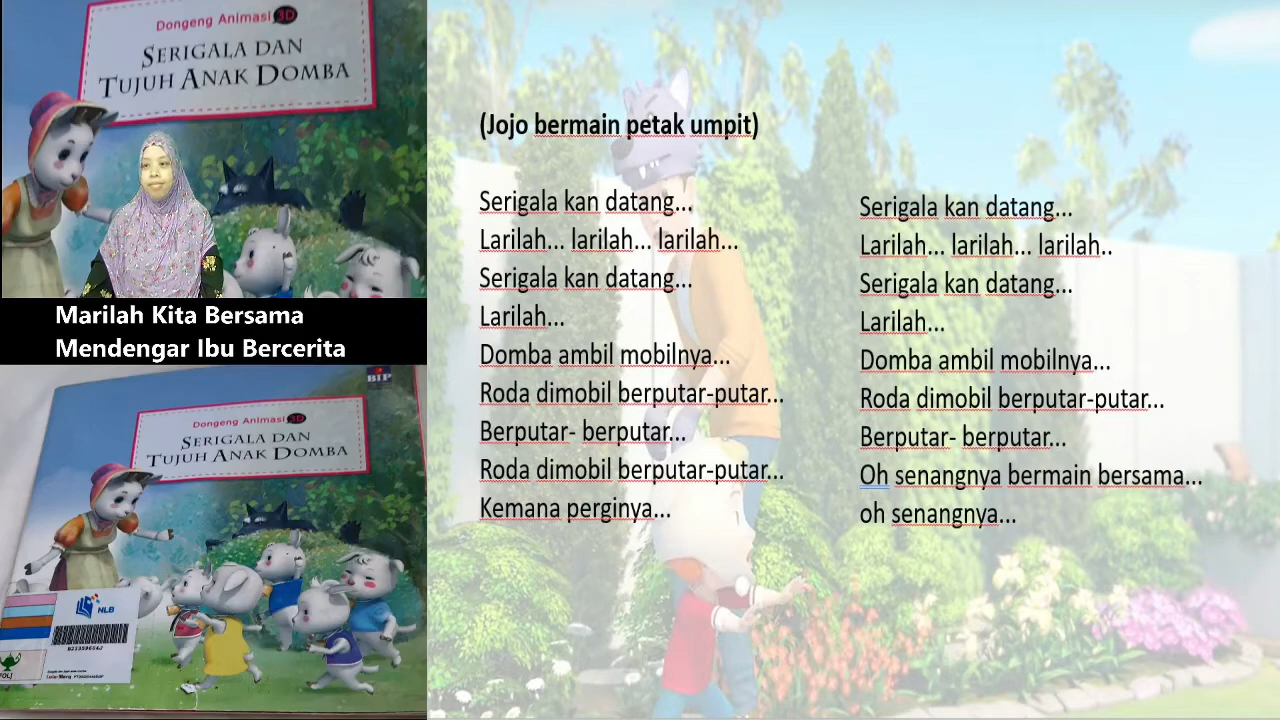 Dongeng Animasi 3D
SERIGALA DAN
TUJUH ANAK DOMBA
Marilah Kita Bersama
Mendengar Ibu Bercerita
BIP
Dongeng Animasi 3D
SERIGALA DAN
TUJUH ANAK DOMBA
NLB
(Jojo bermain petak umpit)
Serigala kan datang...
Larilah... larilah... larilah...
Serigala kan datang...
Larilah...
Domba ambil mobilnya...
Roda dimobil berputar-putar...
Berputar- berputar...
Roda dimobil berputar-putar...
Kemana perginya...
Serigala kan datang...
Larilah... larilah... larilah..
Serigala kan datang...
Larilah...
Domba ambil mobilnya...
Roda dimobil berputar-putar...
Berputar- berputar...
Oh senangnya bermain bersama...
oh senangnya...